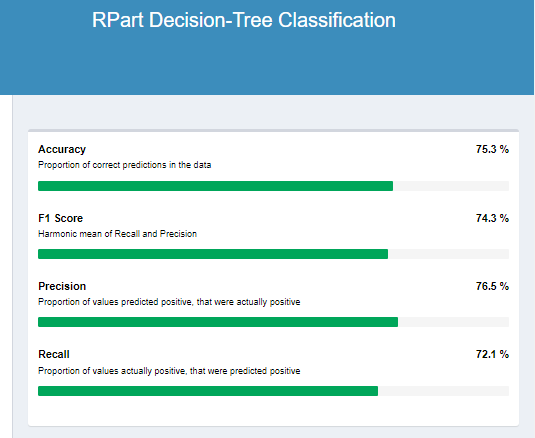 RPart Decision-Tree Classification
Accuracy 75.3 %
Proportion of correct predictions in the data
F1 Score 74.3 %
Harmonic mean of Recall and Precision
Precision 76.5 %
Proportion of values predicted positive, that were actually positive
Recall 72.1 %
Proportion of values actually positive, that were predicted positive